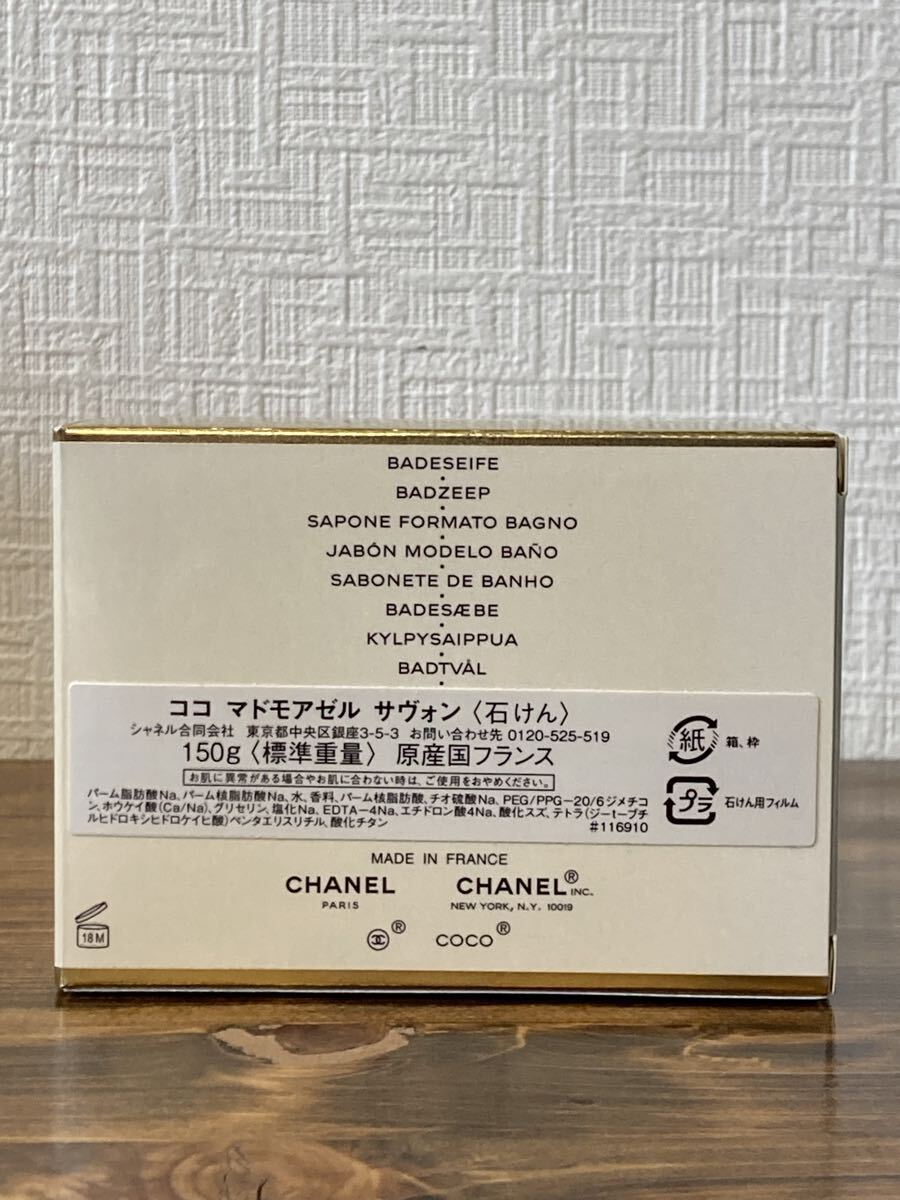 BADESEIFE
BADZEEP
SAPONE FORMATO BAGNO
JABÓN MODELO BAÑO
SABONETE DE BANHO
BADESÆBE
KYLPYSAIPPUA
BADTVÅL
ココ マドモアゼル サヴォン〈石けん〉
シャネル合同会社 東京都中央区銀座3-5-3 お問い合わせ先 0120-525-519
150g〈標準重量〉 原産国フランス
お肌に異常がある場合やお肌に合わない時は、ご使用をおやめください。
パーム脂肪酸Na、パーム核脂肪酸Na、水、香料、パーム核脂肪酸、チオ硫酸Na、PEG/PPG-20/6ジメチコ
ン、ホウケイ酸(Ca/Na)、グリセリン、塩化Na、EDTA-4Na、エチドロン酸4Na、酸化スズ、テトラ(ジ-t-ブチ
ルヒドロキシヒドロケイヒ酸)ペンタエリスリチル、酸化チタン
#116910
紙 箱、枠
プラ 石けん用フィルム
MADE IN FRANCE
CHANEL CHANEL® INC.
PARIS NEW YORK, N.Y. 10019
18M ® COCO®